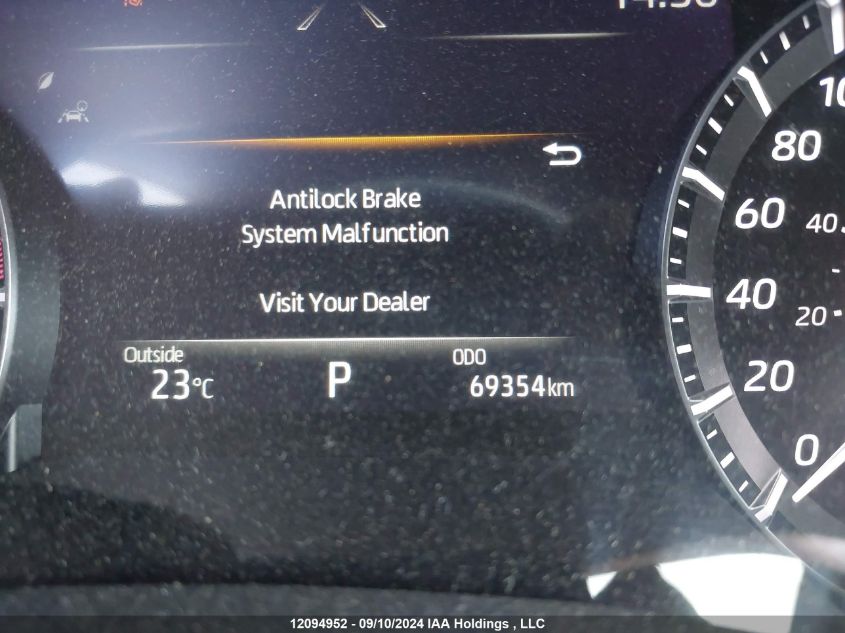 Antilock Brake
System Malfunction
Visit Your Dealer
Outside
23°C
P
ODO
69354km
80
60
40
20
0
40
20
12094952 - 09/10/2024 IAA Holdings , LLC